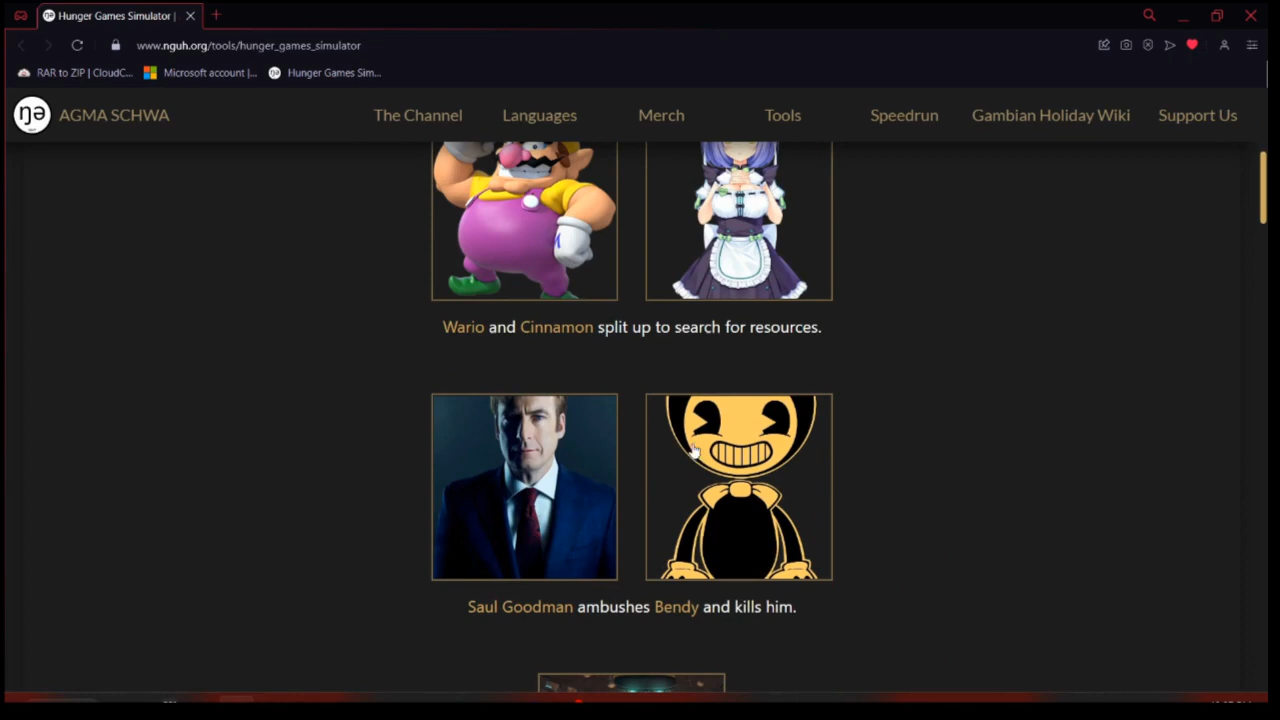 Hunger Games Simulator |
www.nguh.org/tools/hunger_games_simulator
RAR to ZIP | CloudC...
Microsoft account |...
Hunger Games Sim...
ŋə
AGMA SCHWA
The Channel
Languages
Merch
Tools
Speedrun
Gambian Holiday Wiki
Support Us
Wario and Cinnamon split up to search for resources.
Saul Goodman ambushes Bendy and kills him.